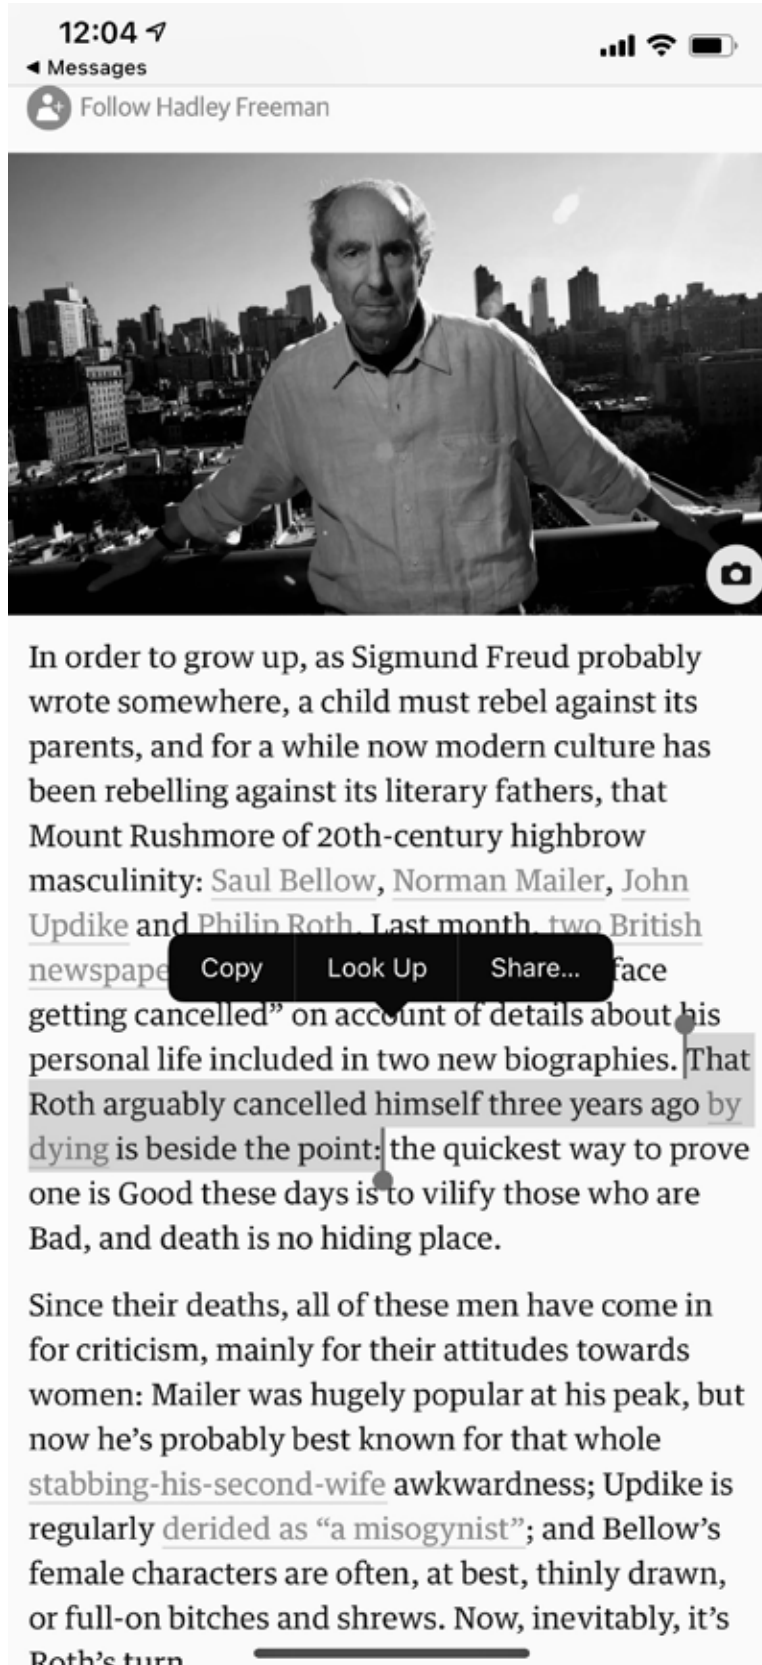 12:04
◀ Messages
Follow Hadley Freeman
In order to grow up, as Sigmund Freud probably
wrote somewhere, a child must rebel against its
parents, and for a while now modern culture has
been rebelling against its literary fathers, that
Mount Rushmore of 20th-century highbrow
masculinity: Saul Bellow, Norman Mailer, John
Updike and Philip Roth. Last month, two British
newspape Copy Look Up Share... face
getting cancelled” on account of details about his
personal life included in two new biographies. That
Roth arguably cancelled himself three years ago by
dying is beside the point: the quickest way to prove
one is Good these days is to vilify those who are
Bad, and death is no hiding place.
Since their deaths, all of these men have come in
for criticism, mainly for their attitudes towards
women: Mailer was hugely popular at his peak, but
now he’s probably best known for that whole
stabbing-his-second-wife awkwardness; Updike is
regularly derided as “a misogynist”; and Bellow’s
female characters are often, at best, thinly drawn,
or full-on bitches and shrews. Now, inevitably, it’s
Roth’s turn